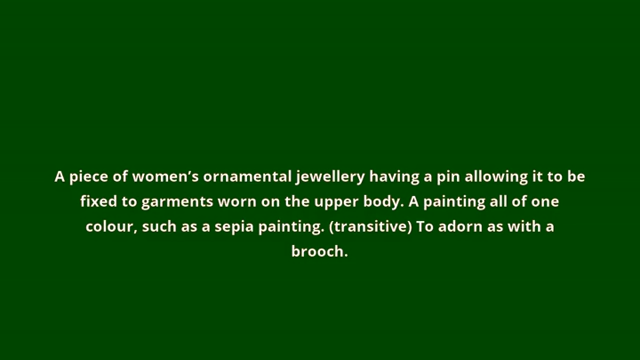 A piece of women’s ornamental jewellery having a pin allowing it to be
fixed to garments worn on the upper body. A painting all of one
colour, such as a sepia painting. (transitive) To adorn as with a
brooch.